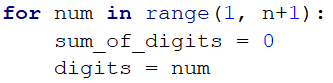 for num in range(1, n+1):
    sum_of_digits = 0
    digits = num